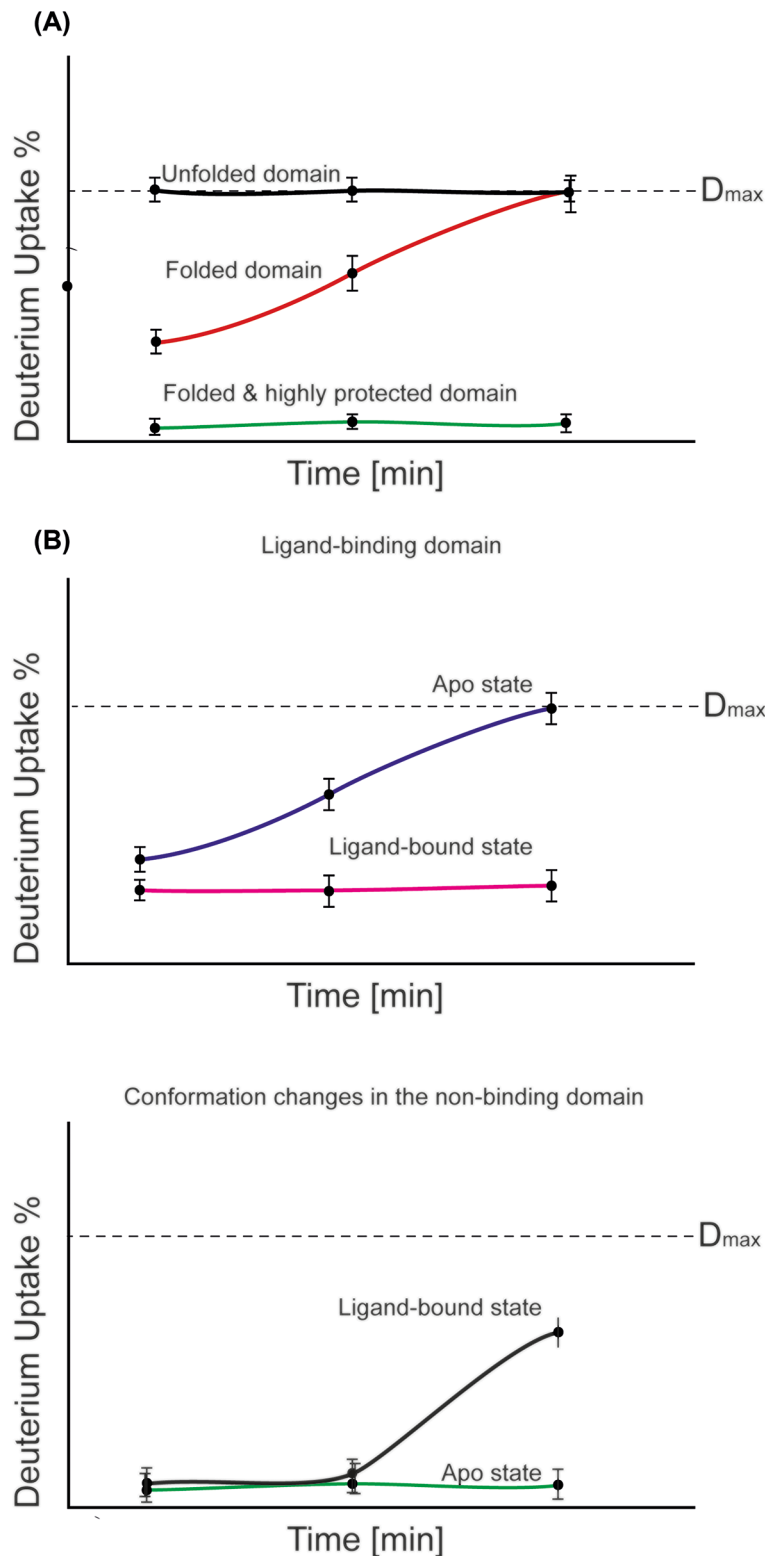 (A)
Unfolded domain
Dmax
Folded domain
Folded & highly protected domain
Deuterium Uptake %
Time [min]
(B)
Ligand-binding domain
Apo state
Dmax
Ligand-bound state
Deuterium Uptake %
Time [min]
Conformation changes in the non-binding domain
Dmax
Ligand-bound state
Apo state
Deuterium Uptake %
Time [min]